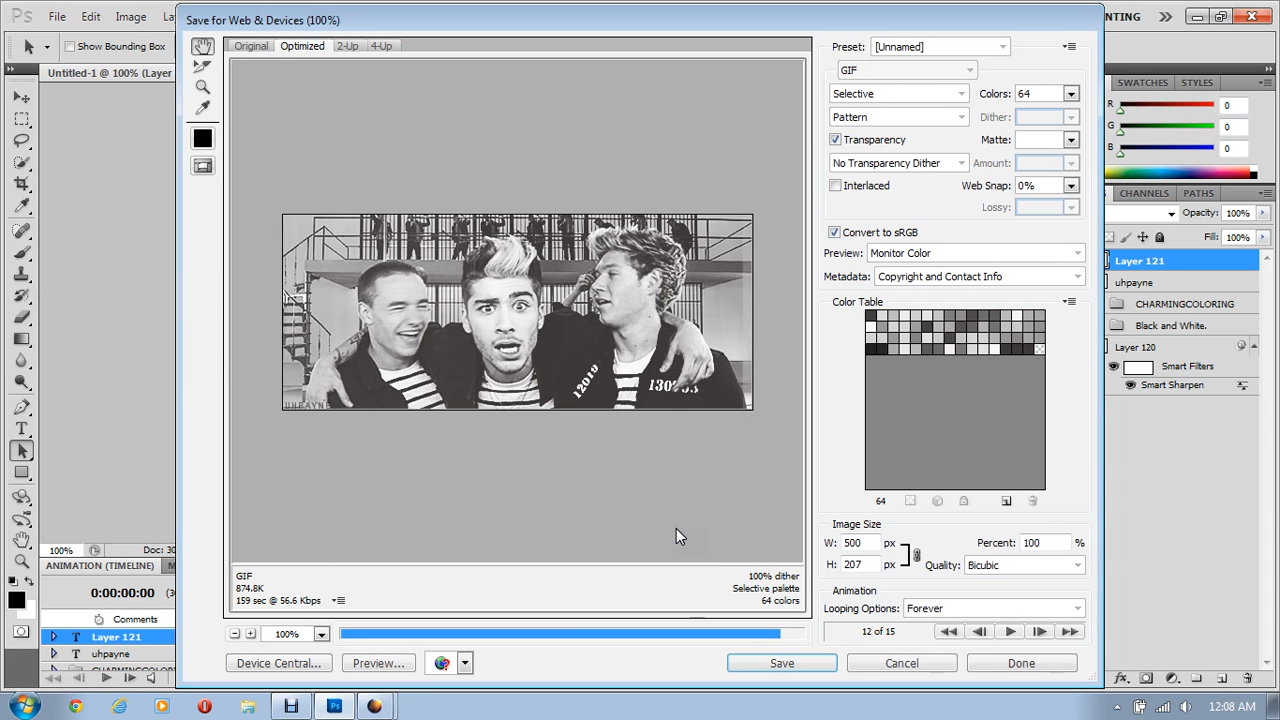 Ps File Edit Image La NTING
Save for Web & Devices (100%)
Show Bounding Box
Untitled-1 @ 100% (Layer
Original Optimized 2-Up 4-Up
Preset: [Unnamed]
GIF
Selective Colors: 64
Pattern Dither:
Transparency Matte:
No Transparency Dither Amount:
Interlaced Web Snap: 0%
Lossy:
Convert to sRGB
Preview: Monitor Color
Metadata: Copyright and Contact Info
Color Table
64
Image Size
W: 500 px Percent: 100 %
H: 207 px Quality: Bicubic
Animation
Looping Options: Forever
12 of 15
UHPAYNE
12019
GIF
874.8K
159 sec @ 56.6 Kbps
100% dither
Selective palette
64 colors
100%
Device Central... Preview... Save Cancel Done
SWATCHES STYLES
R 0
G 0
B 0
CHANNELS PATHS
Opacity: 100%
Fill: 100%
Layer 121
uhpayne
CHARMINGCOLORING
Black and White.
Layer 120
Smart Filters
Smart Sharpen
100% Doc: 30
ANIMATION (TIMELINE) M
0:00:00:00
Comments
T Layer 121
T uhpayne
12:08 AM